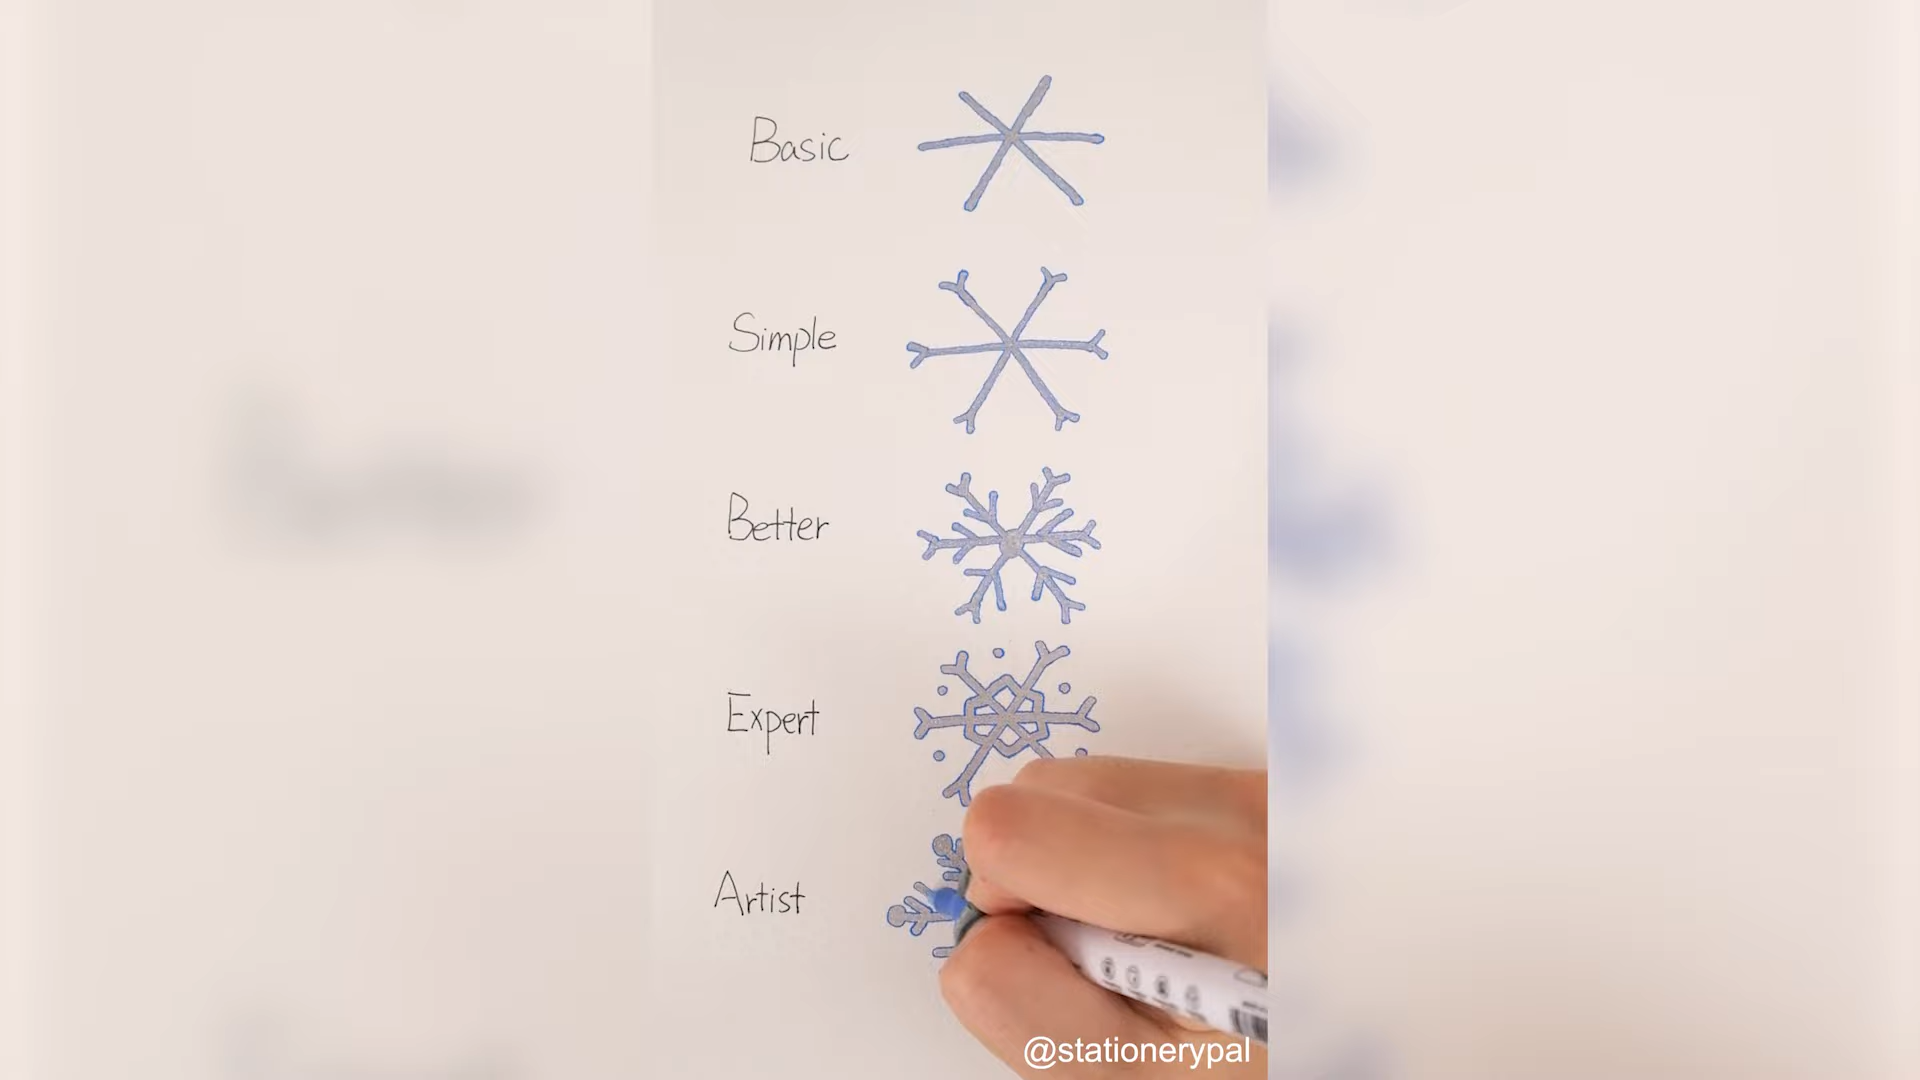 Basic
Simple
Better
Expert
Artist
@stationerypal